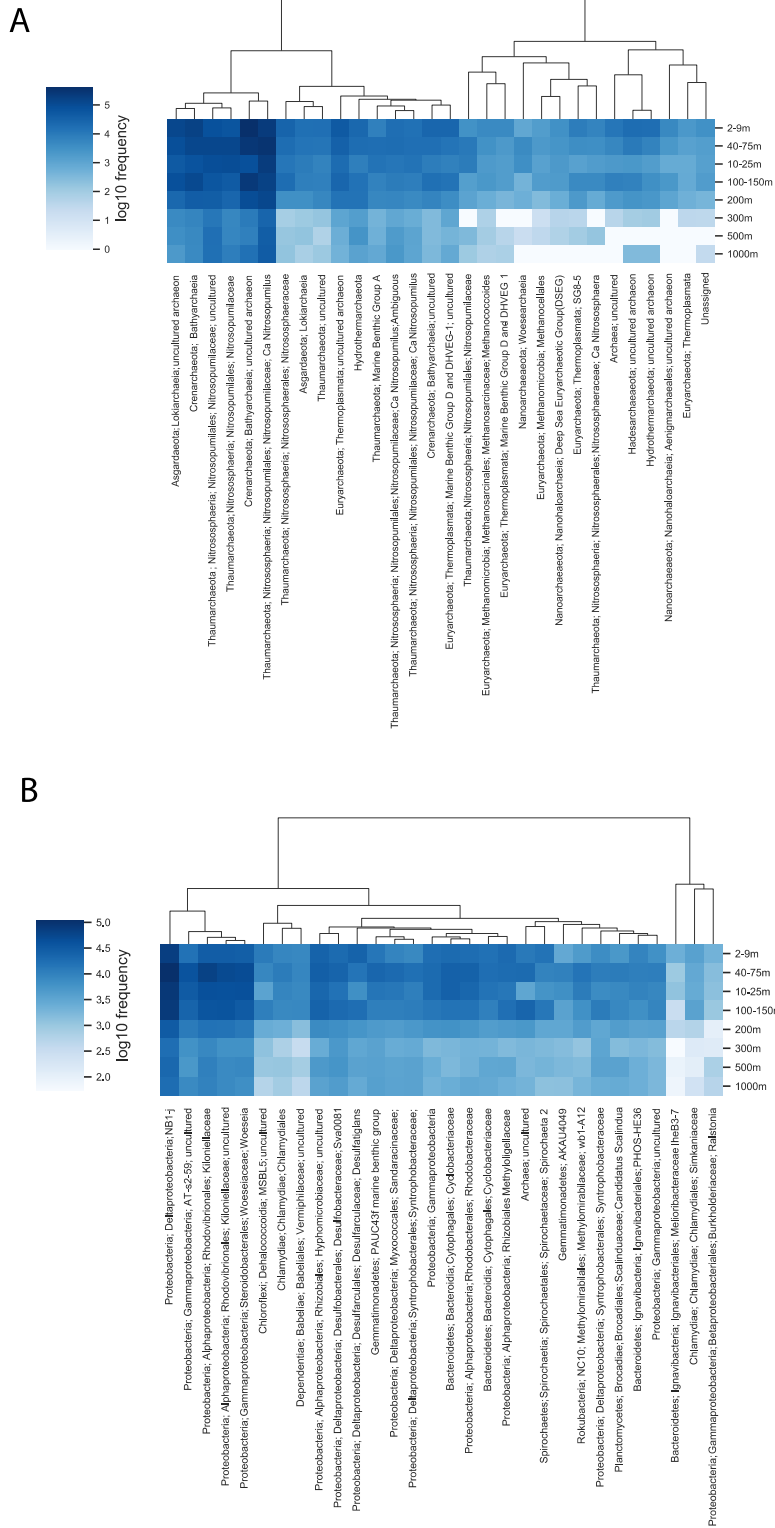 A
5
4
3
2
1
0
log10 frequency
2-9m
40-75m
10-25m
100-150m
200m
300m
500m
1000m
Asgardaeota; Lokiarchaeia;uncultured archaeon
Crenarchaeota; Bathyarchaeia
Thaumarchaeota ; Nitrososphaeria; Nitrosopumilales; Nitrosopumilaceae; uncultured
Thaumarchaeota; Nitrososphaeria; Nitrosopumilales; Nitrosopumilaceae
Crenarchaeota; Bathyarchaeia;uncultured archaeon
Thaumarchaeota; Nitrososphaeria; Nitrosopumilales; Nitrosopumilaceae; Ca Nitrosopumilus
Thaumarchaeota; Nitrososphaeria; Nitrososphaerales; Nitrososphaeraceae
Asgardaeota; Lokiarchaeia
Thaumarchaeota; uncultured
Euryarchaeota; Thermoplasmata;uncultured archaeon
Hydrothermarchaeota
Thaumarchaeota; Marine Benthic Group A
Thaumarchaeota; Nitrososphaeria; Nitrosopumilales; Nitrosopumilaceae;Ca Nitrosopumilus;Ambiguous
Thaumarchaeota; Nitrososphaeria; Nitrosopumilales; Nitrosopumilaceae; Ca Nitrosopumilus
Crenarchaeota; Bathyarchaeia;uncultured
Euryarchaeota; Thermoplasmata; Marine Benthic Group D and DHVEG-1; uncultured
Thaumarchaeota;Nitrososphaeria; Nitrosopumilales;Nitrosopumilaceae
Euryarchaeota; Methanomicrobia; Methanosarcinales; Methanosarcinaceae;Methanococcoides
Euryarchaeota; Thermoplasmata; Marine Benthic Group D and DHVEG 1
Nanoarchaeaeota; Woesearchaeia
Euryarchaeota; Methanomicrobia; Methanocellales
Nanoarchaeaeota; Nanohaloarchaeia; Deep Sea Euryarchaeotic Group(DSEG)
Euryarchaeota; Thermoplasmata; SG8-5
Thaumarchaeota; Nitrososphaeria; Nitrososphaerales; Nitrososphaeraceae; Ca Nitrososphaera
Archaea; uncultured
Hadesarchaeaeota; uncultured archaeon
Hydrothermarchaeota; uncultured archaeon
Nanoarchaeaeota; Nanohaloarchaeia; Aenigmarchaeales; uncultured archaeon
Euryarchaeota; Thermoplasmata
Unassigned
B
5.0
4.5
4.0
3.5
3.0
2.5
2.0
log10 frequency
2-9m
40-75m
10-25m
100-150m
200m
300m
500m
1000m
Proteobacteria; Deltaproteobacteria; NB1-j
Proteobacteria; Gammaproteobacteria; AT-s2-59; uncultured
Proteobacteria; Alphaproteobacteria; Rhodovibrionales; Kiloniellaceae
Proteobacteria; Alphaproteobacteria; Rhodovibrionales; Kiloniellaceae; uncultured
Proteobacteria; Gammaproteobacteria; Steroidobacterales; Woeseiaceae; Woeseia
Chloroflexi; Dehalococcoidia; MSBL5; uncultured
Chlamydiae; Chlamydiales
Dependentiae; Babeliae; Babeliales; Vermiphilaceae; uncultured
Proteobacteria; Alphaproteobacteria; Rhizobiales; Hyphomicrobiaceae; uncultured
Proteobacteria; Deltaproteobacteria; Desulfobacterales; Desulfobacteraceae; Sva0081
Proteobacteria; Deltaproteobacteria; Desulfarculales; Desulfarculaceae; Desulfatiglans
Gemmatimonadetes; PAUC43f marine benthic group
Proteobacteria; Deltaproteobacteria; Myxococcales; Sandaracinaceae;
Proteobacteria; Deltaproteobacteria; Syntrophobacterales; Syntrophobacteraceae;
Proteobacteria; Gammaproteobacteria
Bacteroidetes; Bacteroidia;Cytophagales; Cyclobacteriaceae
Proteobacteria; Alphaproteobacteria; Rhodobacterales; Rhodobacteraceae
Bacteroidetes; Bacteroidia; Cytophagales; Cyclobacteriaceae
Proteobacteria; Alphaproteobacteria; Rhizobiales Methyloligellaceae
Archaea; uncultured
Spirochaetes; Spirochaetia; Spirochaetales; Spirochaetaceae; Spirochaeta 2
Gemmatimonadetes; AKAU4049
Rokubacteria; NC10; Methylomirabilales; Methylomirabilaceae; wb1-A12
Proteobacteria; Deltaproteobacteria; Syntrophobacterales; Syntrophobacteraceae
Planctomycetes; Brocadiae; Brocadiales; Scalinduaceae; Candidatus Scalindua
Bacteroidetes; Ignavibacteria; Ignavibacteriales; PHOS-HE36
Proteobacteria; Gammaproteobacteria; uncultured
Bacteroidetes; Ignavibacteria; Ignavibacteriales; Melioribacteraceae IheB3-7
Chlamydiae; Chlamydiae; Chlamydiales; Simkaniaceae
Proteobacteria; Gammaproteobacteria; Betaproteobacteriales; Burkholderiaceae; Ralstonia